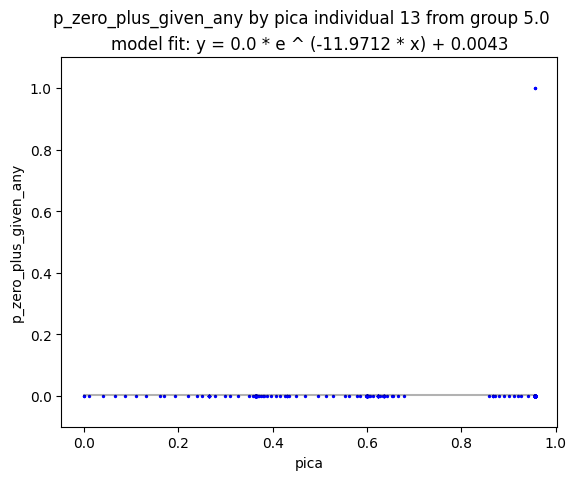 p_zero_plus_given_any by pica individual 13 from group 5.0
model fit: y = 0.0 * e ^ (-11.9712 * x) + 0.0043
p_zero_plus_given_any
1.0
0.8
0.6
0.4
0.2
0.0
0.0 0.2 0.4 0.6 0.8 1.0
pica